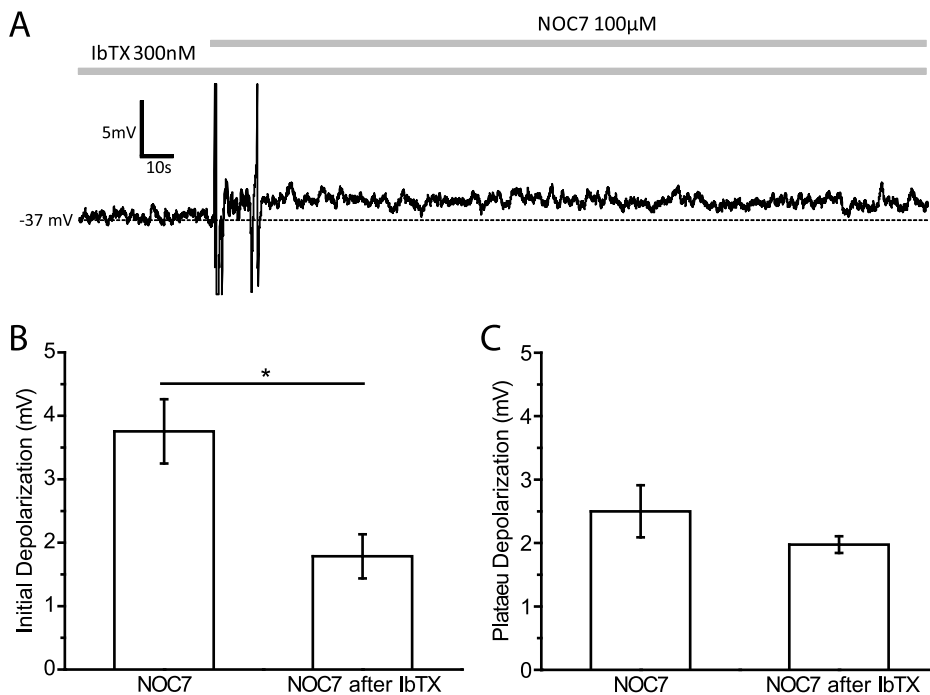 A
NOC7 100µM
IbTX 300nM
5mV
10s
-37 mV
B
Initial Depolarization (mV)
5
4
3
2
1
0
*
NOC7
NOC7 after IbTX
C
Plataeu Depolarization (mV)
5
4
3
2
1
0
NOC7
NOC7 after IbTX